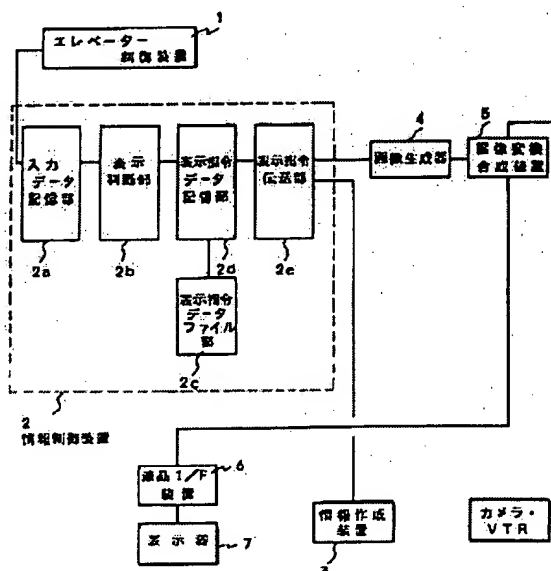 1
エレベーター
制御装置
入力
データ
記憶部
2a
表示
判断部
2b
表示指令
データ
記憶部
2d
表示指令
伝送部
2e
表示指令
データ
ファイル
部
2c
2
情報制御装置
4
画像生成器
5
画像変換
合成装置
液晶I/F
装置
6
表示器
7
情報作成
装置
3
カメラ・
VTR